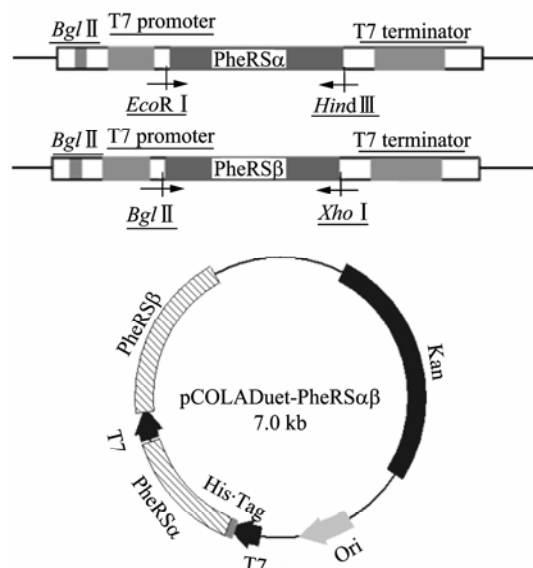 Bgl II T7 promoter T7 terminator
PheRSα
EcoR I Hind III
Bgl II T7 promoter T7 terminator
PheRSβ
Bgl II Xho I
PheRSβ
Kan
pCOLADuet-PheRSαβ
7.0 kb
T7
PheRSα
His·Tag
T7
Ori